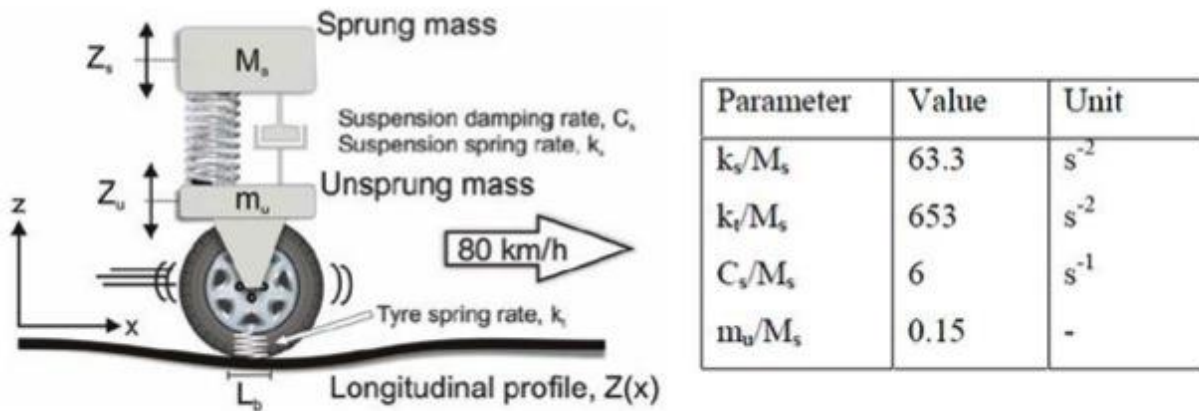 Sprung mass
Zₛ
Mₛ
Suspension damping rate, Cₛ
Suspension spring rate, kₛ
Unsprung mass
Zᵤ
mᵤ
z
80 km/h
x
Tyre spring rate, kₜ
Longitudinal profile, Z(x)
L_b
Parameter Value Unit
kₛ/Mₛ 63.3 s⁻²
kₜ/Mₛ 653 s⁻²
Cₛ/Mₛ 6 s⁻¹
mᵤ/Mₛ 0.15 -